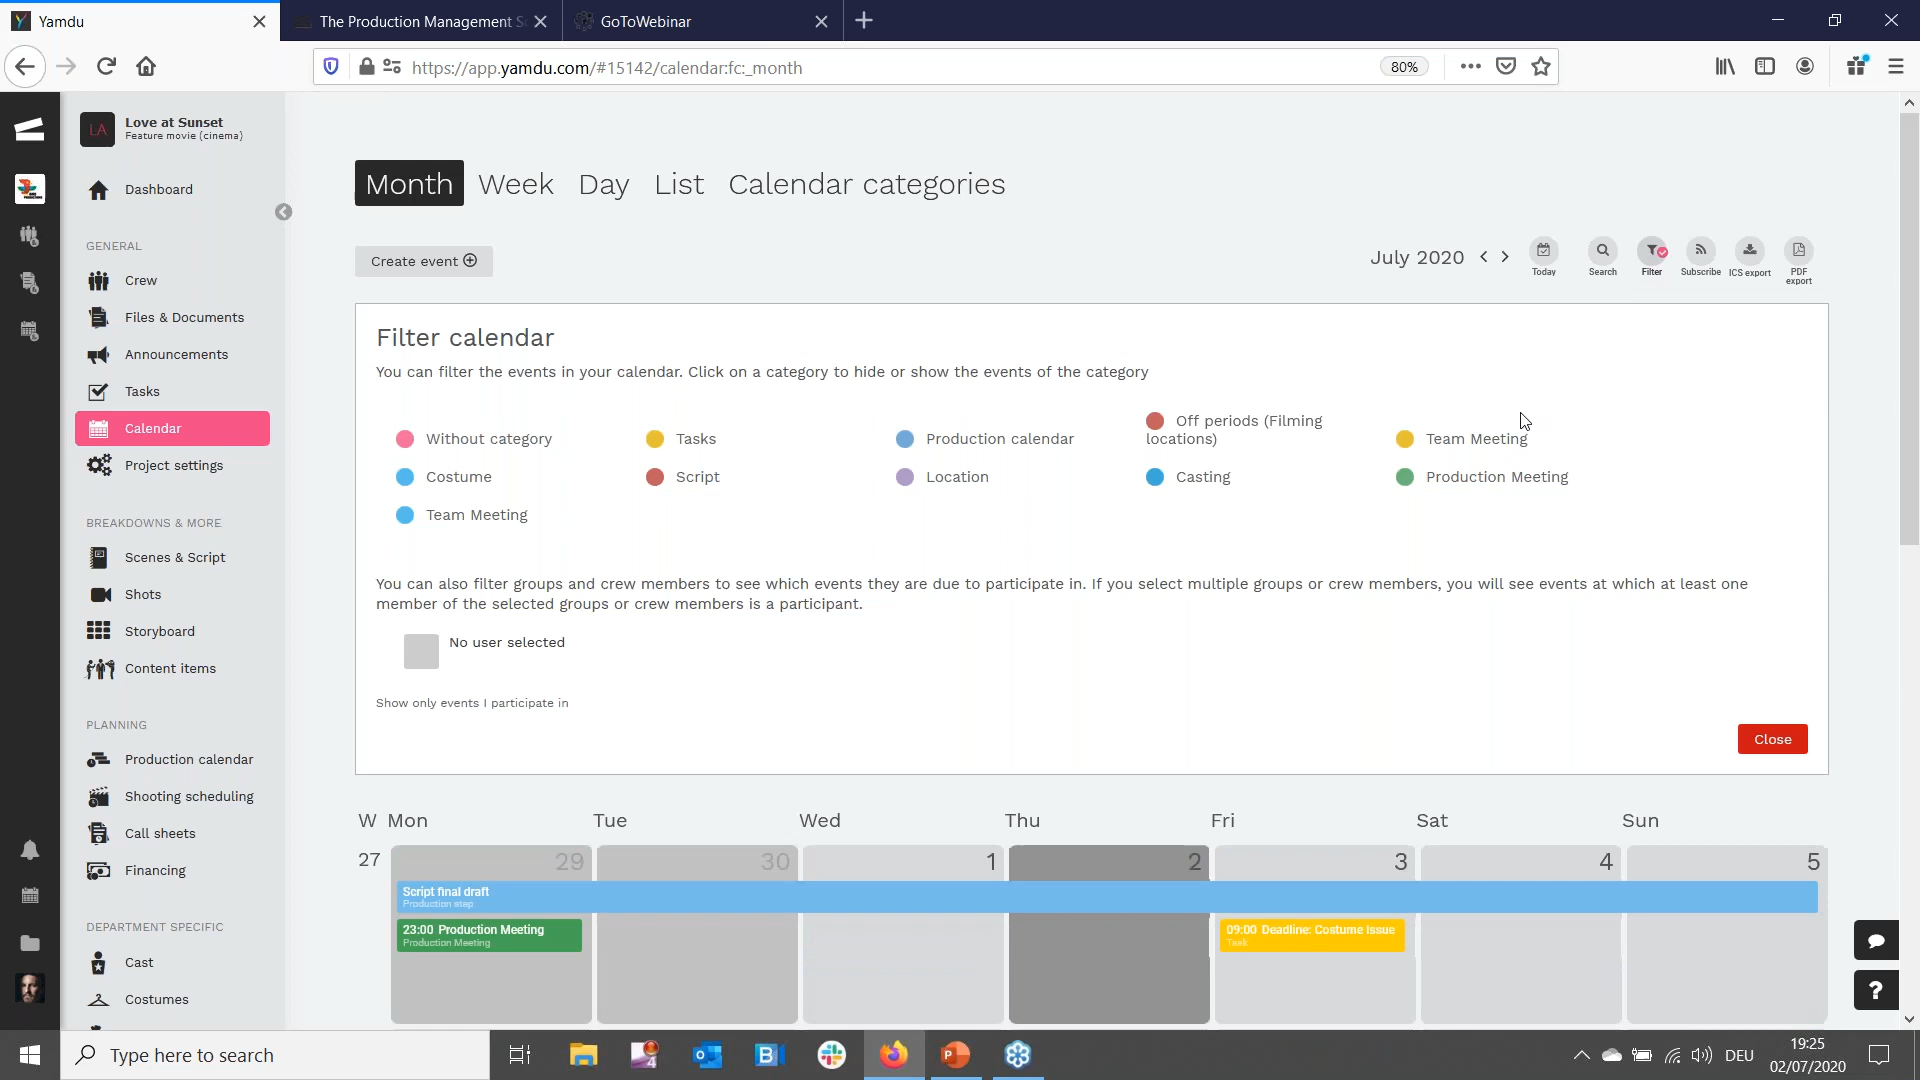 Yamdu
The Production Management S
GoToWebinar
https://app.yamdu.com/#15142/calendar:fc:_month
80%
LA
Love at Sunset
Feature movie (cinema)
Dashboard
GENERAL
Crew
Files & Documents
Announcements
Tasks
Calendar
Project settings
BREAKDOWNS & MORE
Scenes & Script
Shots
Storyboard
Content items
PLANNING
Production calendar
Shooting scheduling
Call sheets
Financing
DEPARTMENT SPECIFIC
Cast
Costumes
Month Week Day List Calendar categories
Create event
July 2020
Today
Search
Filter
Subscribe
ICS export
PDF
export
Filter calendar
You can filter the events in your calendar. Click on a category to hide or show the events of the category
Without category
Tasks
Production calendar
Off periods (Filming
locations)
Team Meeting
Costume
Script
Location
Casting
Production Meeting
Team Meeting
You can also filter groups and crew members to see which events they are due to participate in. If you select multiple groups or crew members, you will see events at which at least one
member of the selected groups or crew members is a participant.
No user selected
Show only events I participate in
Close
W Mon Tue Wed Thu Fri Sat Sun
27 29 30 1 2 3 4 5
Script final draft
Production step
23:00 Production Meeting
Production Meeting
09:00 Deadline: Costume Issue
Task
?
Type here to search
DEU
19:25
02/07/2020